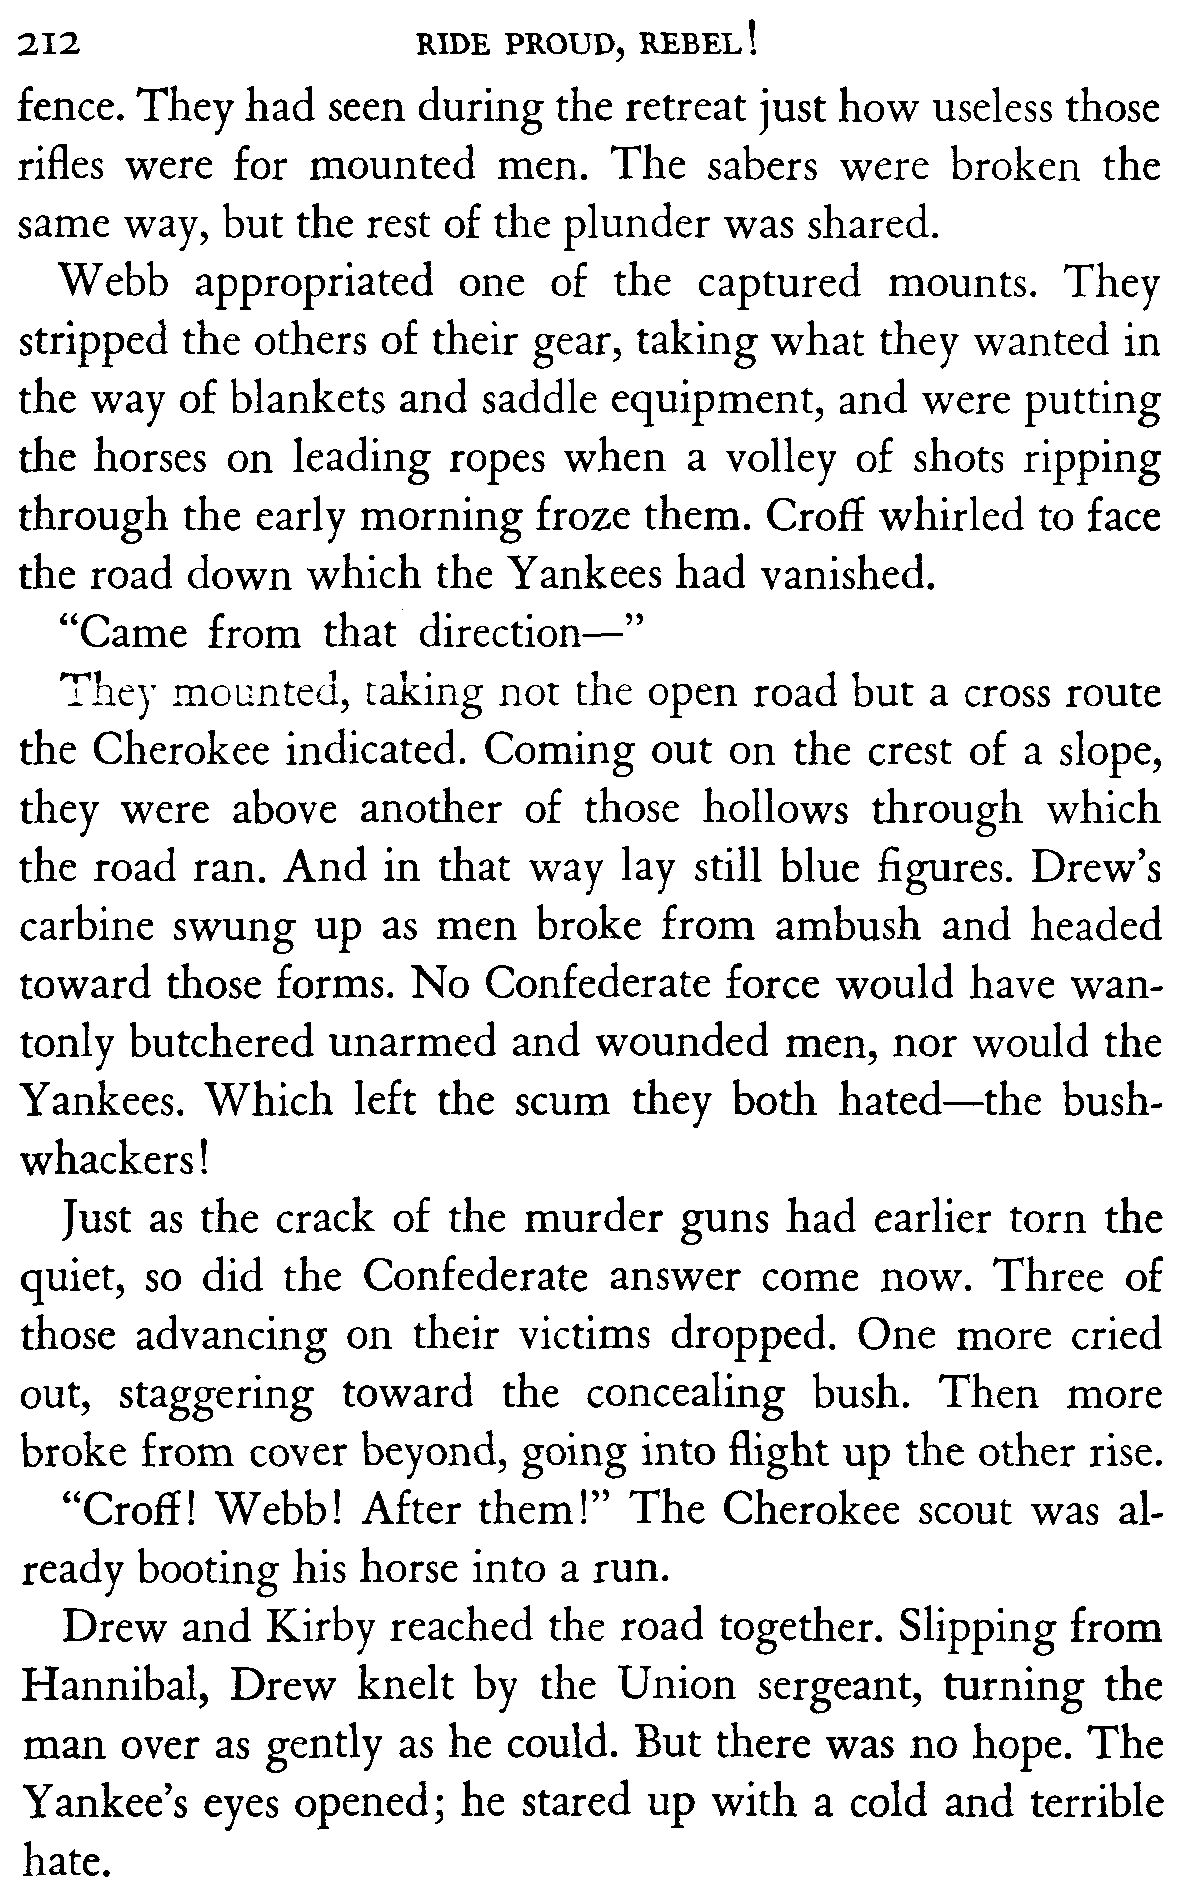 212 RIDE PROUD, REBEL!
fence. They had seen during the retreat just how useless those
rifles were for mounted men. The sabers were broken the
same way, but the rest of the plunder was shared.
Webb appropriated one of the captured mounts. They
stripped the others of their gear, taking what they wanted in
the way of blankets and saddle equipment, and were putting
the horses on leading ropes when a volley of shots ripping
through the early morning froze them. Croff whirled to face
the road down which the Yankees had vanished.
“Came from that direction—”
They mounted, taking not the open road but a cross route
the Cherokee indicated. Coming out on the crest of a slope,
they were above another of those hollows through which
the road ran. And in that way lay still blue figures. Drew’s
carbine swung up as men broke from ambush and headed
toward those forms. No Confederate force would have wan-
tonly butchered unarmed and wounded men, nor would the
Yankees. Which left the scum they both hated—the bush-
whackers!
Just as the crack of the murder guns had earlier torn the
quiet, so did the Confederate answer come now. Three of
those advancing on their victims dropped. One more cried
out, staggering toward the concealing bush. Then more
broke from cover beyond, going into flight up the other rise.
“Croff! Webb! After them!” The Cherokee scout was al-
ready booting his horse into a run.
Drew and Kirby reached the road together. Slipping from
Hannibal, Drew knelt by the Union sergeant, turning the
man over as gently as he could. But there was no hope. The
Yankee’s eyes opened; he stared up with a cold and terrible
hate.